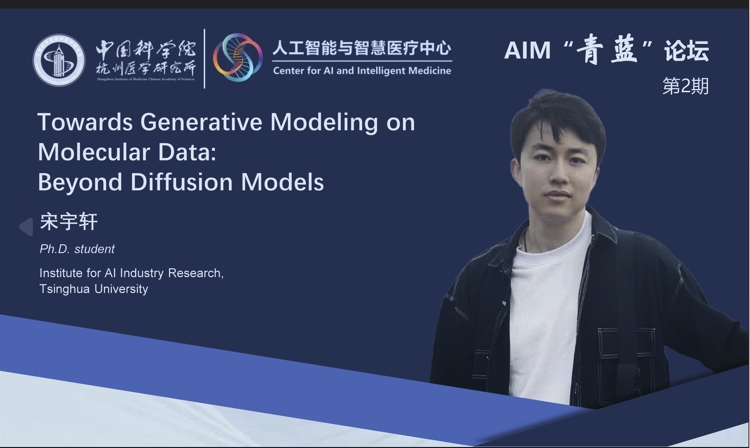 中国科学院
杭州医学研究所
Hangzhou Institute of Medicine Chinese Academy of Sciences
人工智能与智慧医疗中心
Center for AI and Intelligent Medicine
AIM “青蓝”论坛
第2期
Towards Generative Modeling on
Molecular Data:
Beyond Diffusion Models
宋宇轩
Ph.D. student
Institute for AI Industry Research,
Tsinghua University